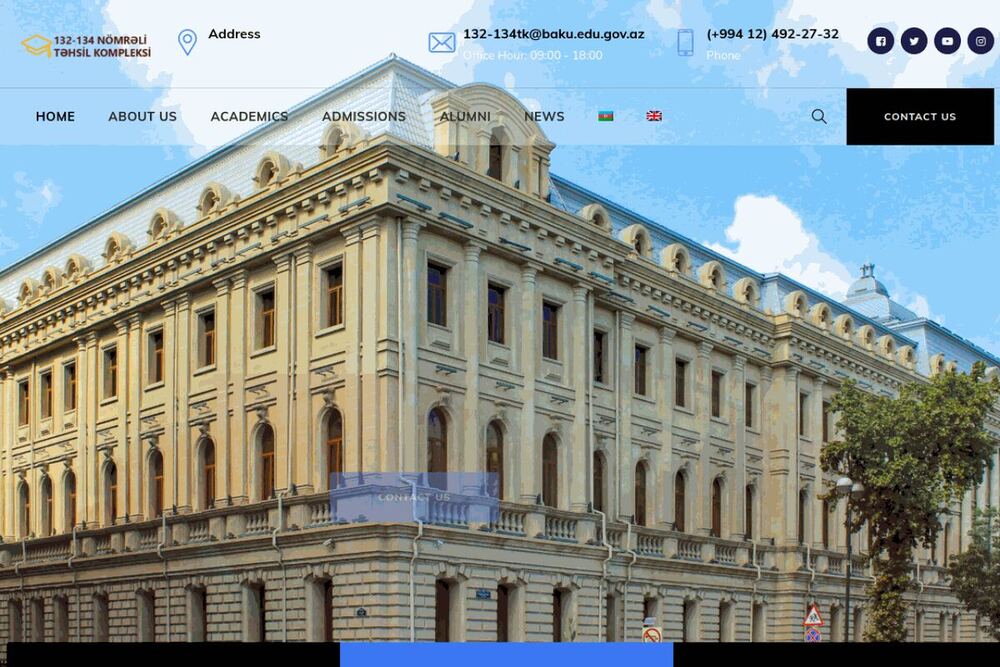 132-134 NÖMRƏLİ
TƏHSİL KOMPLEKSİ
Address
132-134tk@baku.edu.gov.az
Office Hour: 09:00 - 18:00
(+994 12) 492-27-32
Phone
HOME
ABOUT US
ACADEMICS
ADMISSIONS
ALUMNI
NEWS
CONTACT US
CONTACT US